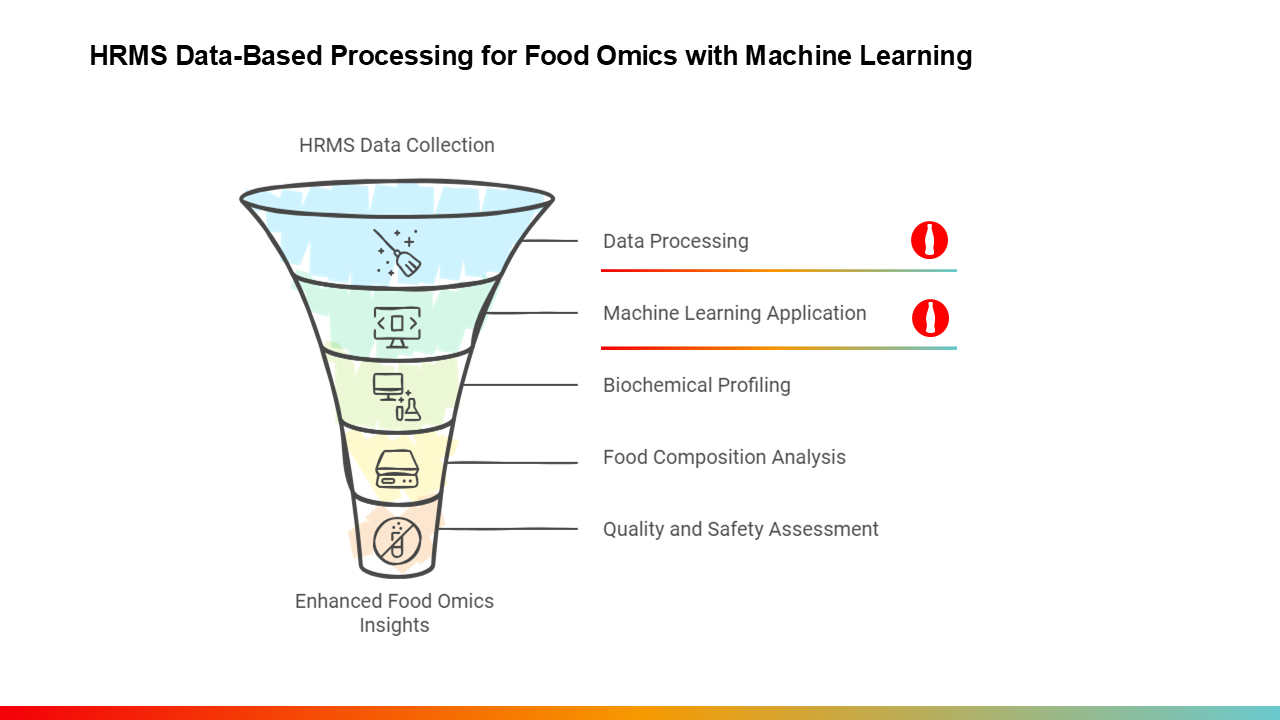 HRMS Data-Based Processing for Food Omics with Machine Learning
HRMS Data Collection
Data Processing
Machine Learning Application
Biochemical Profiling
Food Composition Analysis
Quality and Safety Assessment
Enhanced Food Omics
Insights